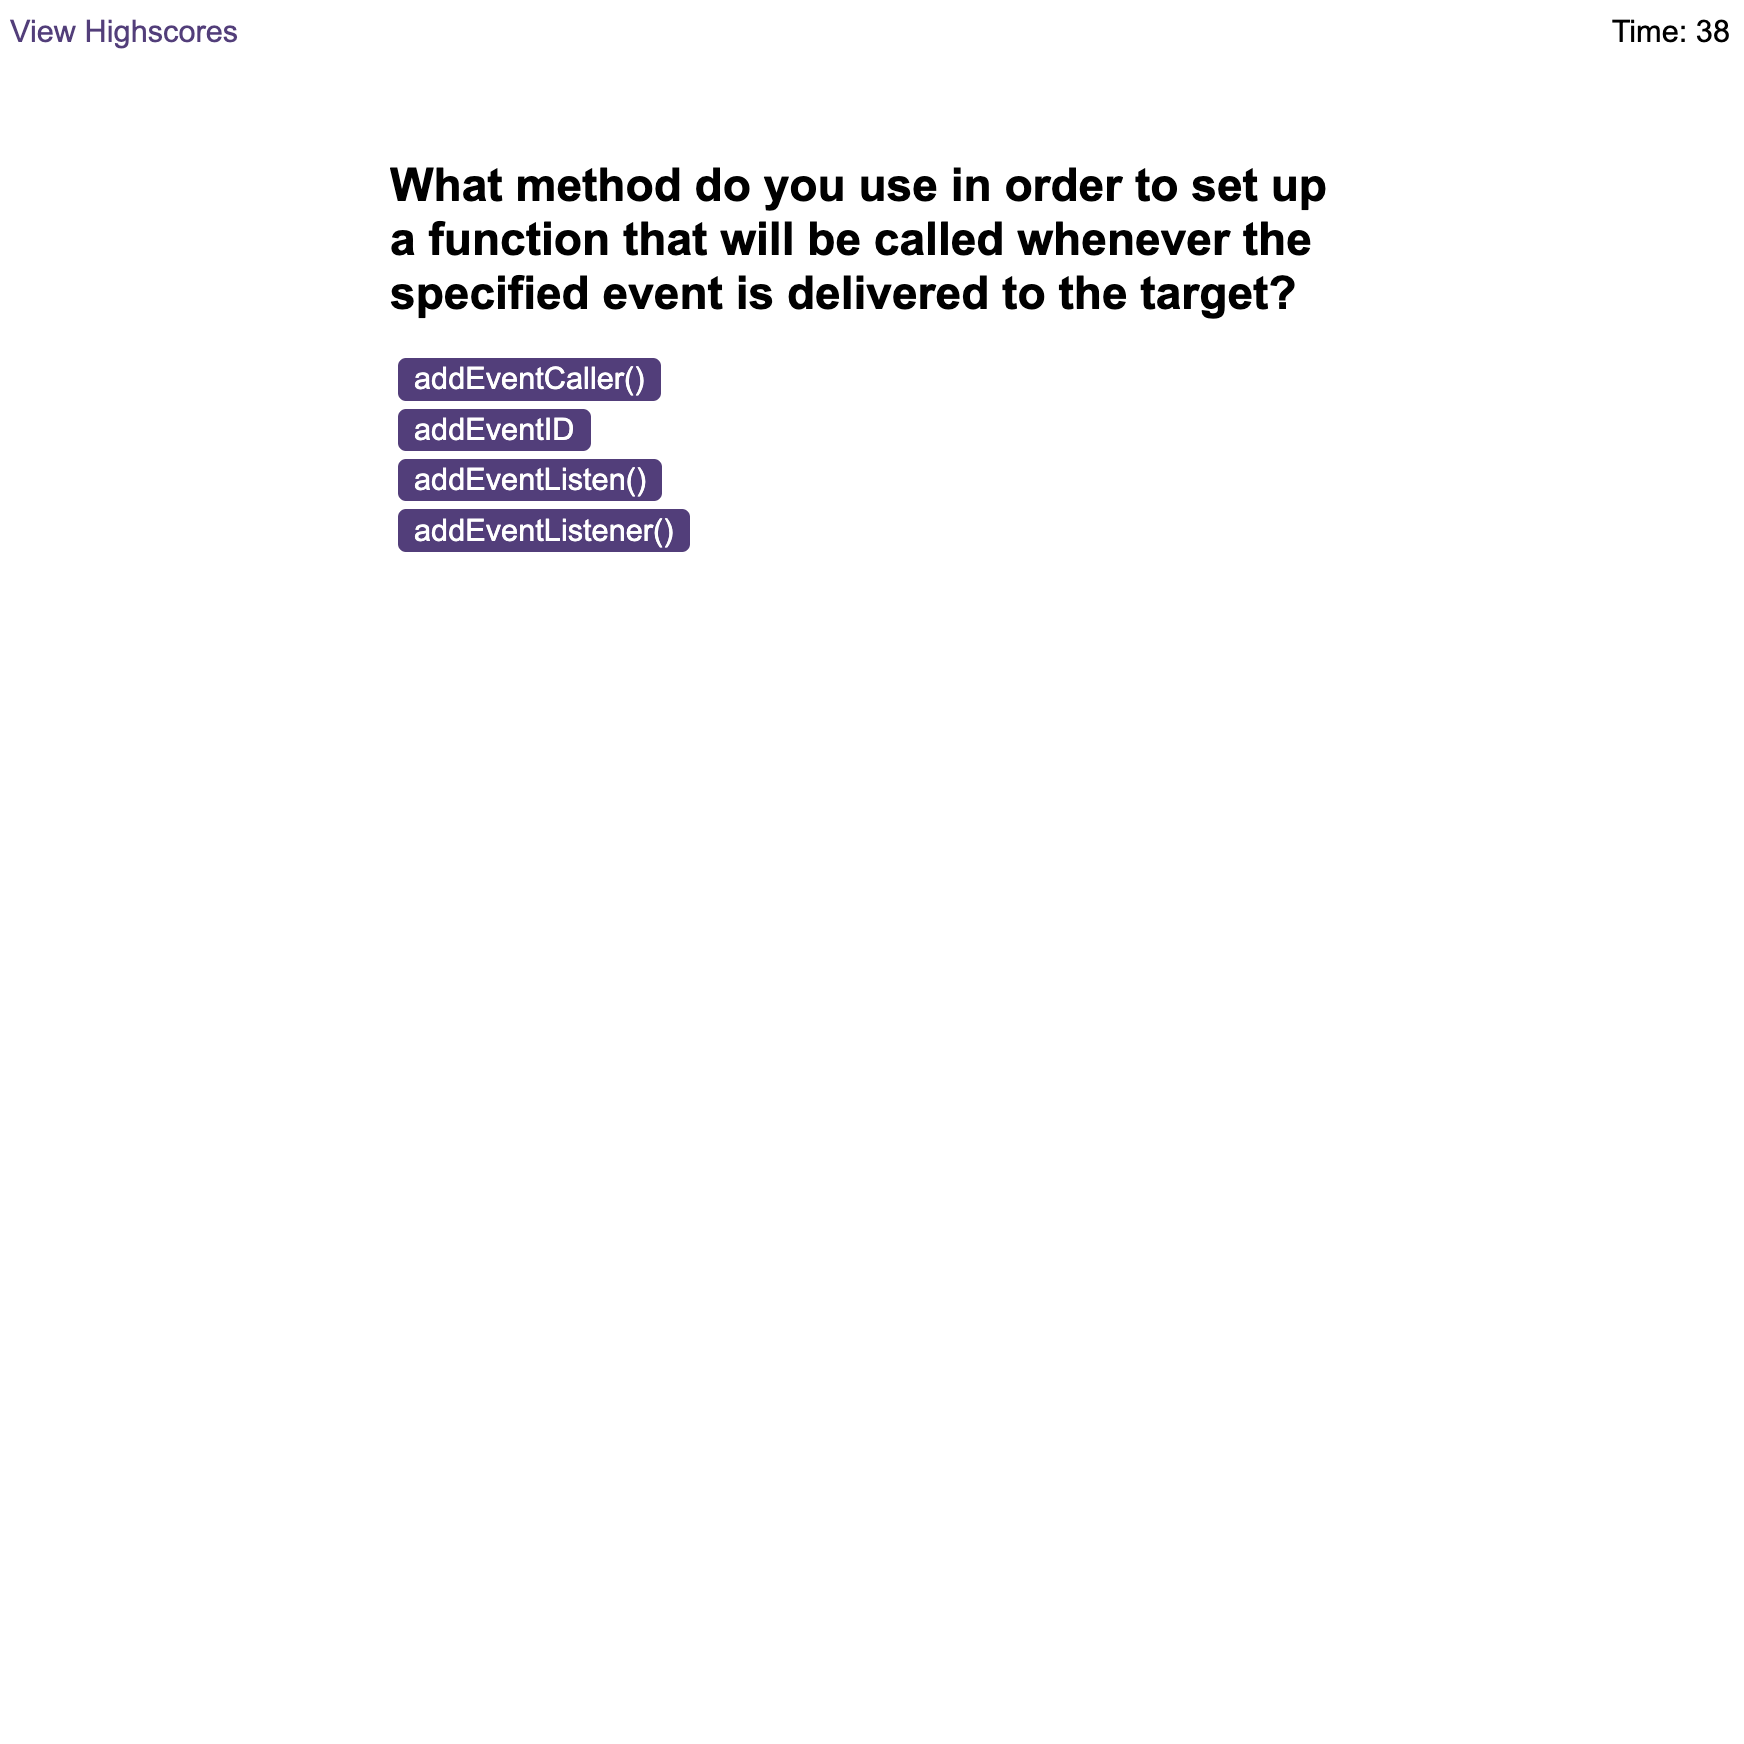 View Highscores
Time: 38
What method do you use in order to set up
a function that will be called whenever the
specified event is delivered to the target?
addEventCaller()
addEventID
addEventListen()
addEventListener()